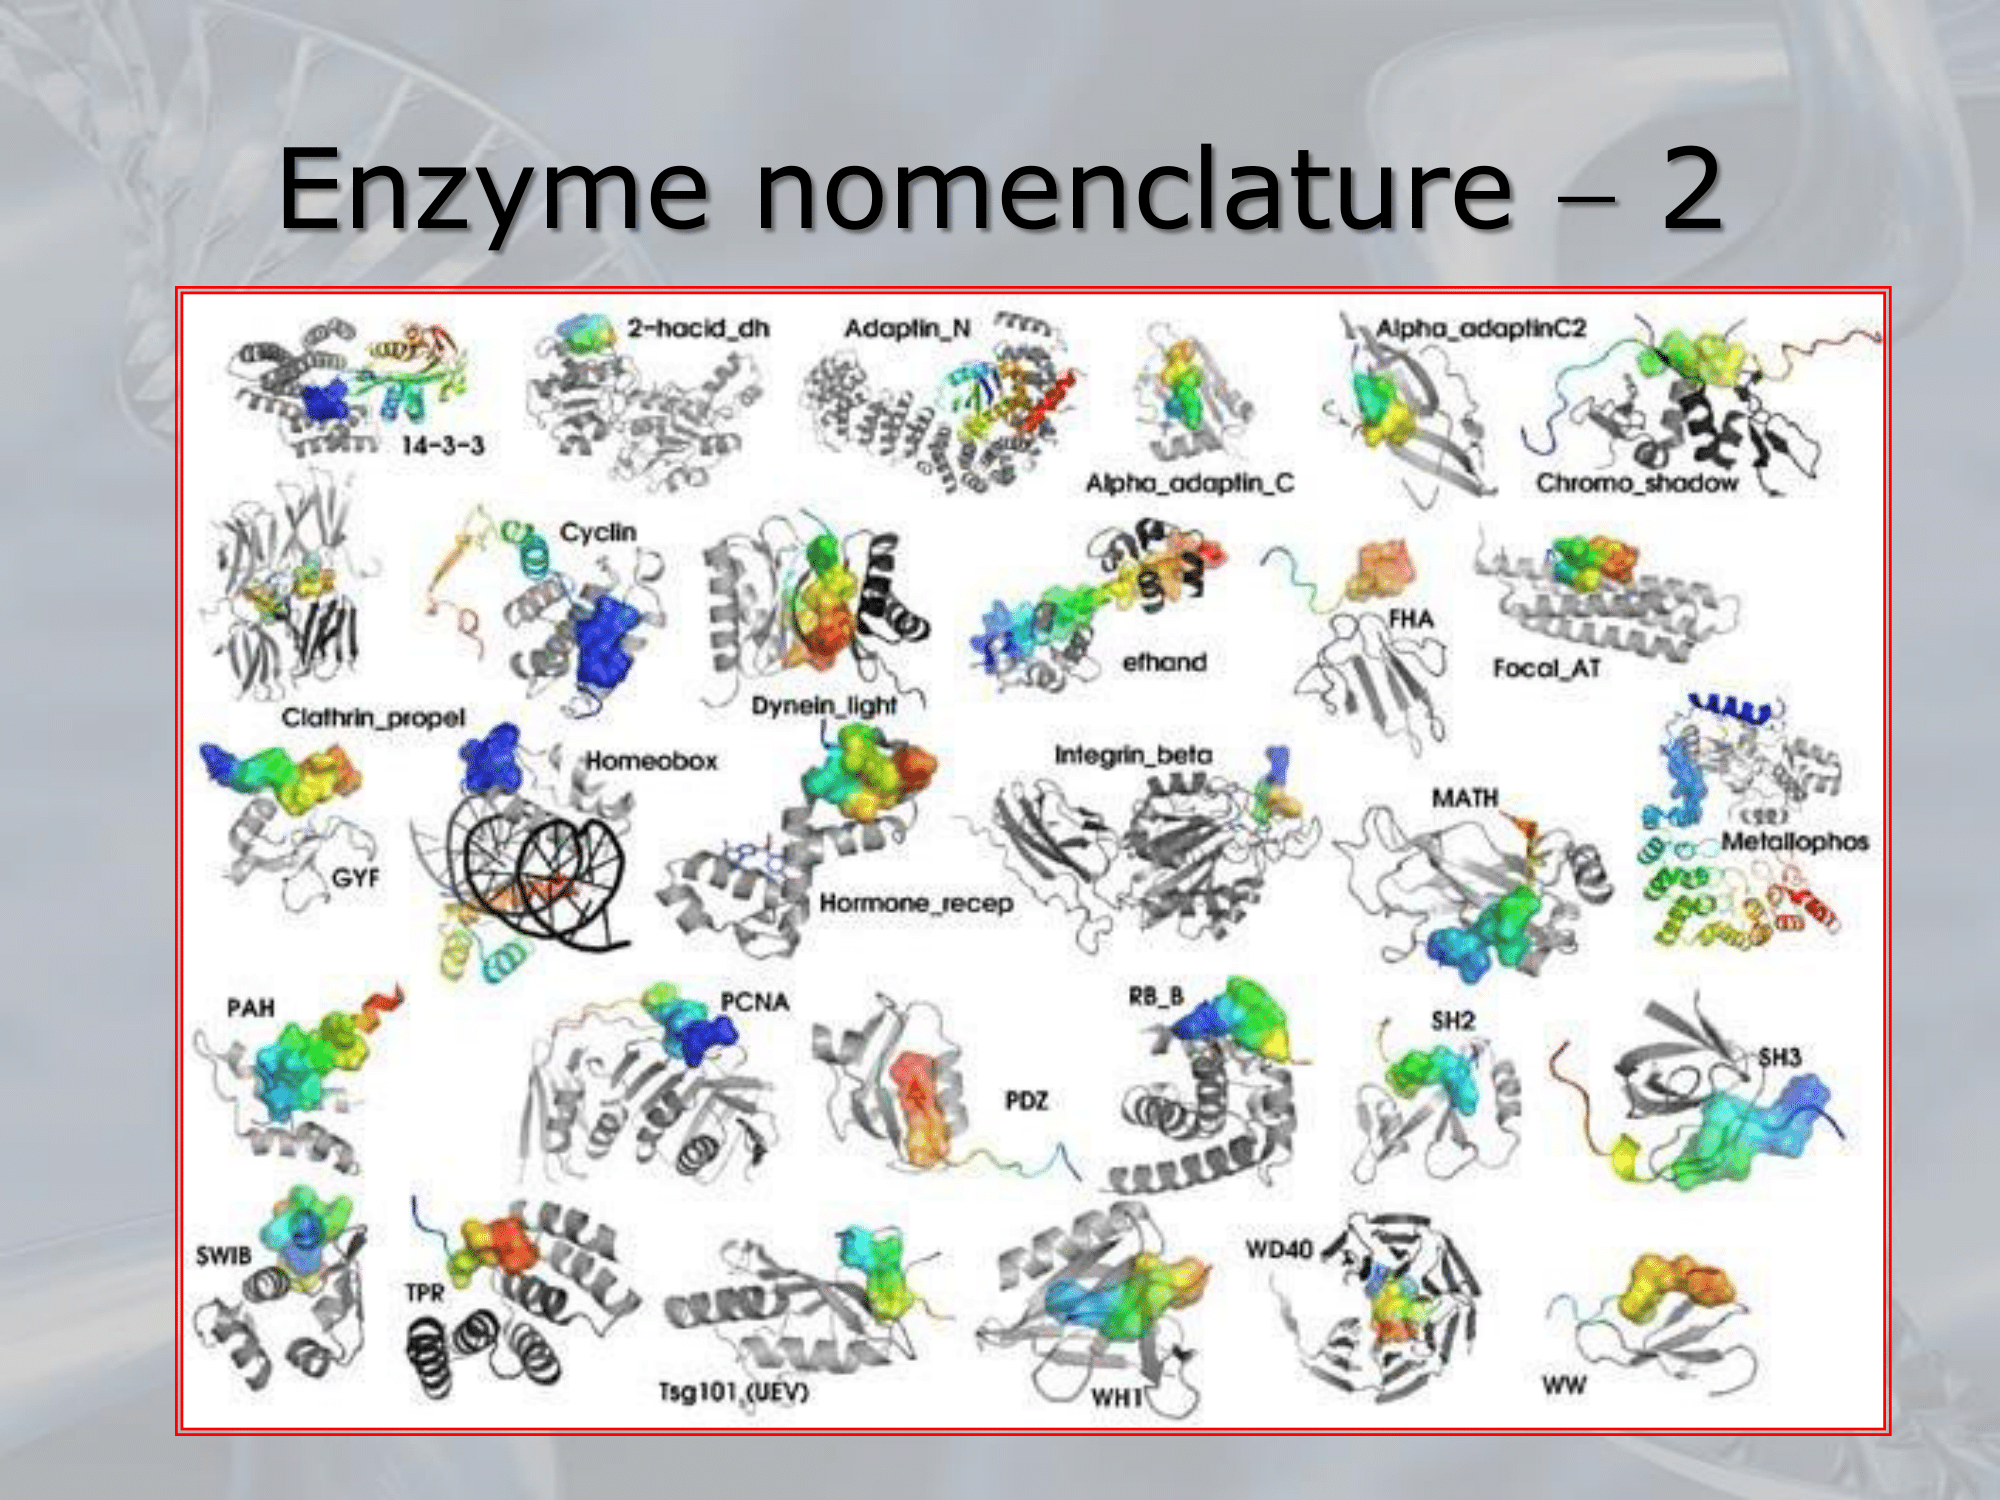 Enzyme nomenclature – 2
14-3-3
2-hacid_dh
Adaptin_N
Alpha_adaptin_C
Alpha_adaptinC2
Chromo_shadow
Clathrin_propel
Cyclin
Dynein_light
efhand
FHA
Focal_AT
GYF
Homeobox
Hormone_recep
Integrin_beta
MATH
Metallophos
PAH
PCNA
PDZ
RB_B
SH2
SH3
SWIB
TPR
Tsg101 (UEV)
WH1
WD40
WW